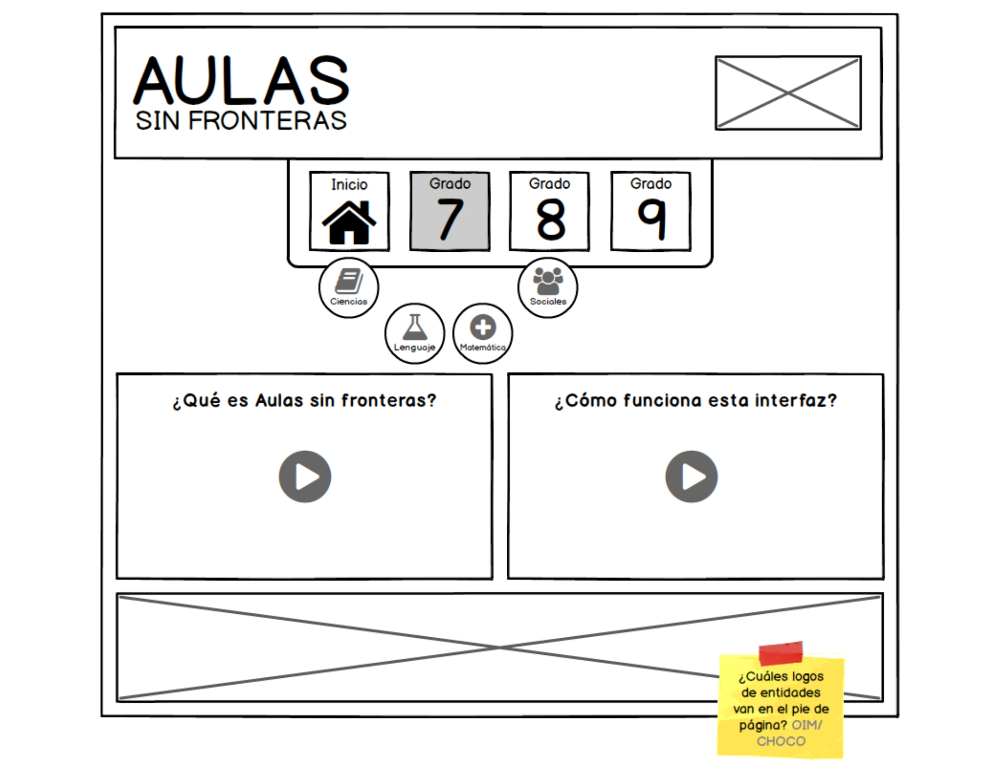 AULAS
SIN FRONTERAS
Inicio
Grado
7
Grado
8
Grado
9
Ciencias
Sociales
Lenguaje
Matemática
¿Qué es Aulas sin fronteras?
¿Cómo funciona esta interfaz?
¿Cuáles logos
de entidades
van en el pie de
página? OIM/
CHOCO